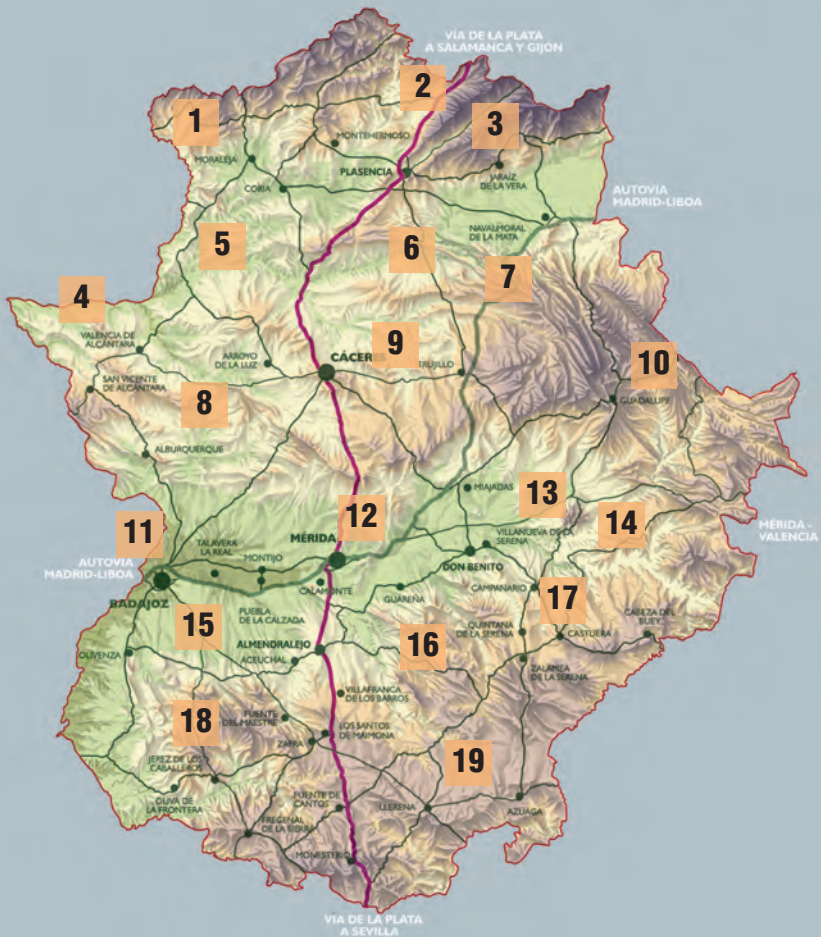 VÍA DE LA PLATA
A SALAMANCA Y GIJÓN
2
1
3
MONTEHERMOSO
MORALEJA
PLASENCIA
JARAÍZ
DE LA VERA
CORIA
AUTOVIA
MADRID-LIBOA
NAVALMORAL
DE LA MATA
5
6
7
4
VALENCIA DE
ALCÁNTARA
9
ARROYO
DE LA LUZ
CÁCERES
TRUJILLO
10
SAN VICENTE
DE ALCÁNTARA
8
GUADALUPE
ALBURQUERQUE
MIAJADAS
13
12
14
11
MÉRIDA -
VALENCIA
AUTOVIA
MADRID-LIBOA
TALAVERA
LA REAL
MONTIJO
MÉRIDA
VILLANUEVA DE LA
SERENA
DON BENITO
BADAJOZ
CALAMONTE
GUAREÑA
CAMPANARIO
17
PUEBLA
DE LA CALZADA
15
CABEZA DEL
BUEY
QUINTANA
DE LA SERENA
CASTUERA
16
ALMENDRALEJO
ACEUCHAL
OLIVENZA
ZALAMEA
DE LA SERENA
VILLAFRANCA
DE LOS BARROS
18
FUENTE
DEL MAESTRE
LOS SANTOS
DE MAIMONA
ZAFRA
19
JEREZ DE LOS
CABALLEROS
OLIVA DE
LA FRONTERA
FUENTE DE
CANTOS
LLERENA
AZUAGA
FREGENAL
DE LA SIERRA
MONESTERIO
VIA DE LA PLATA
A SEVILLA